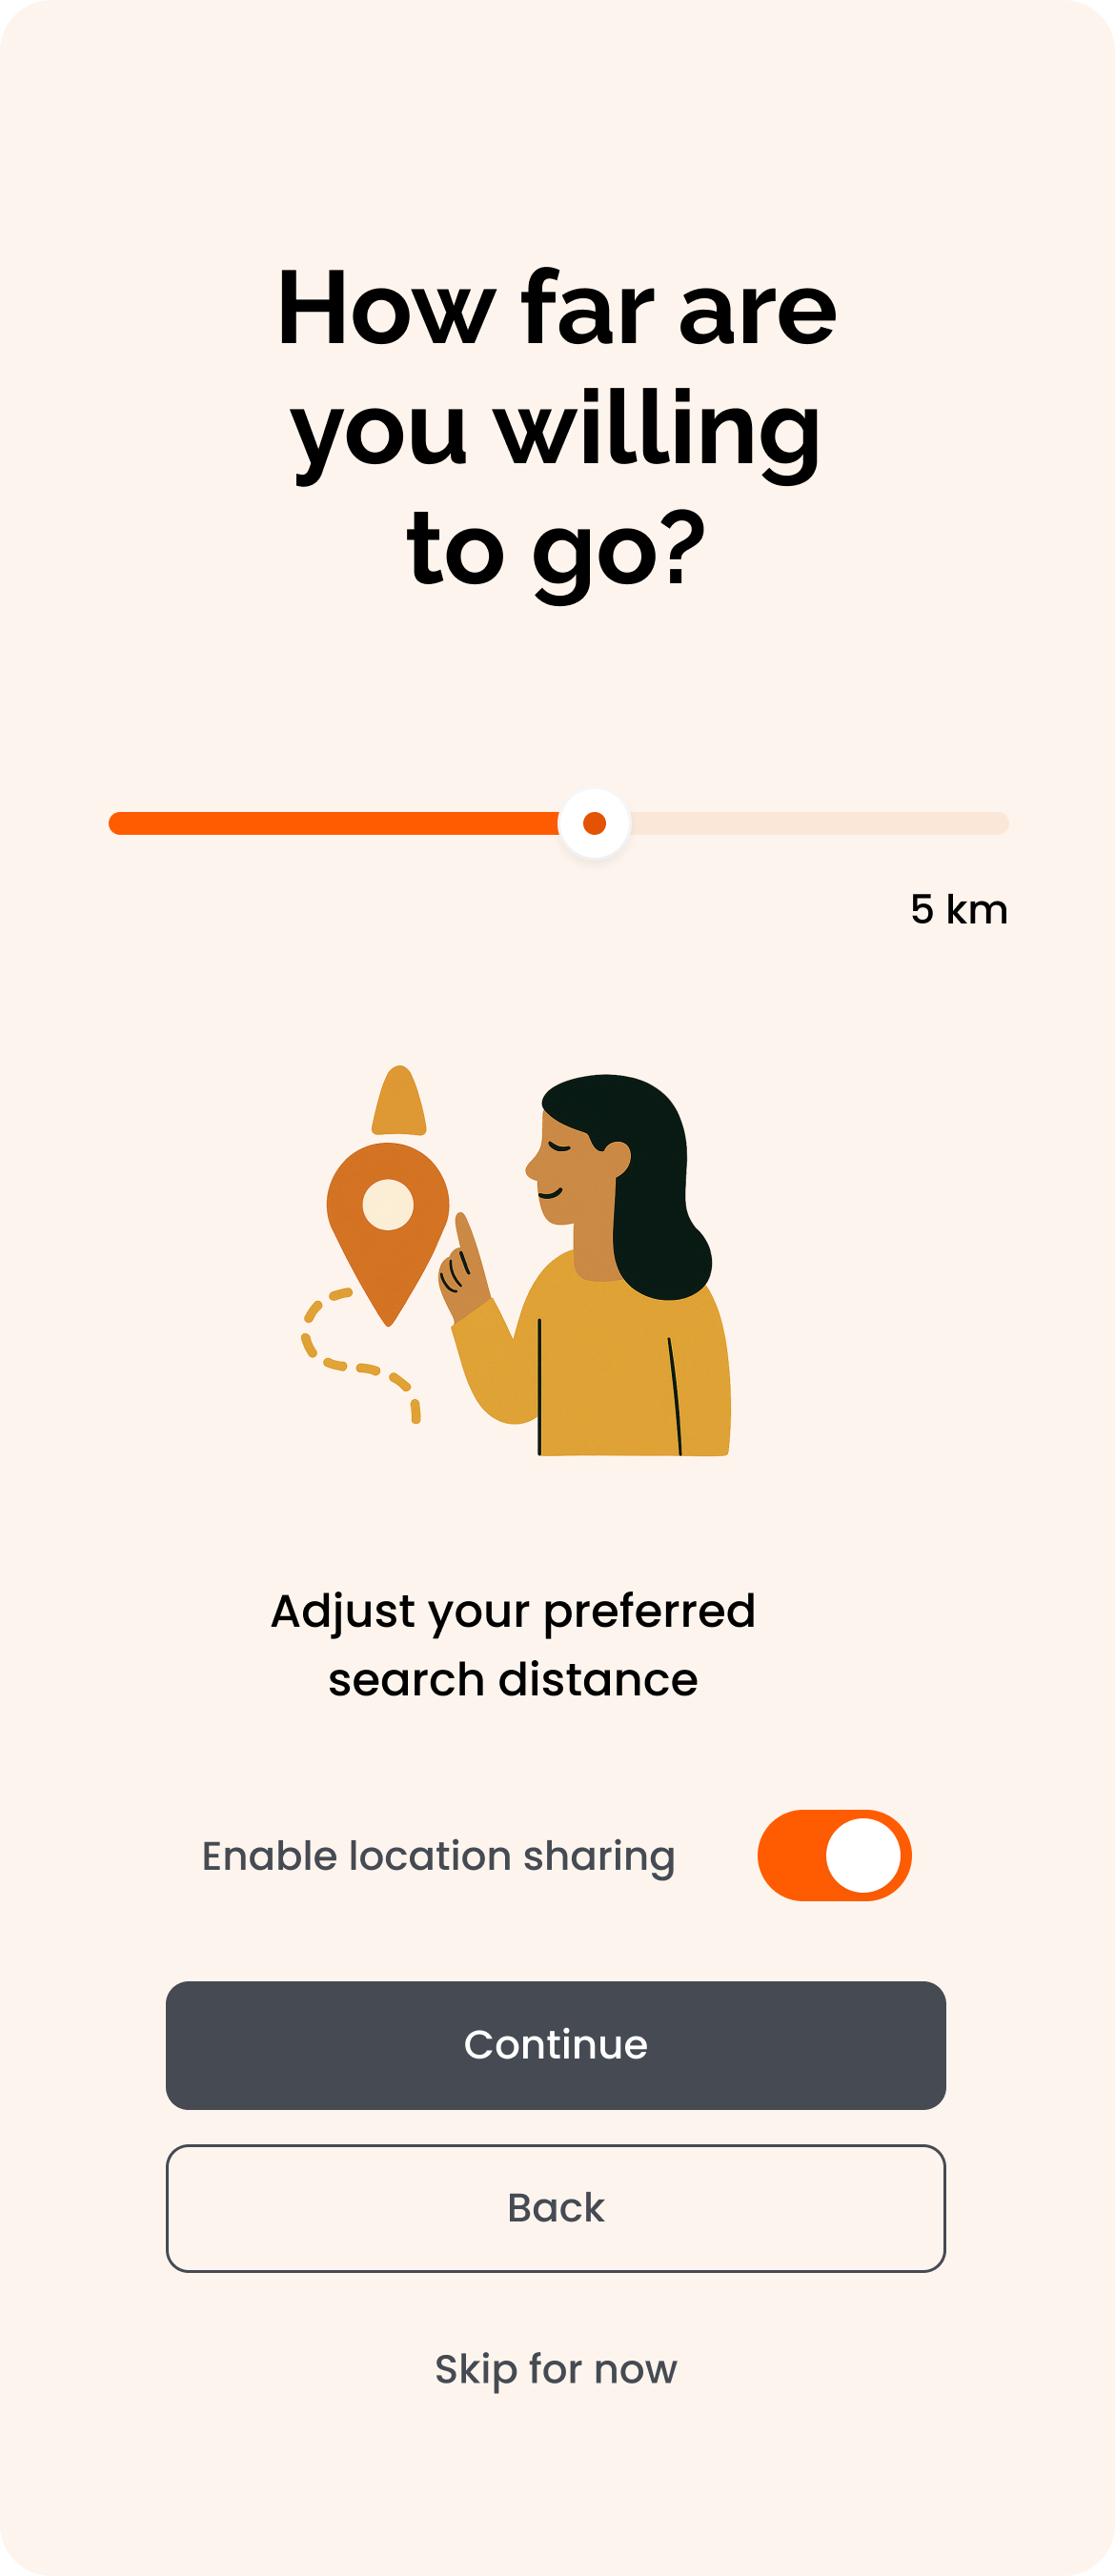 How far are
you willing
to go?
5 km
Adjust your preferred
search distance
Enable location sharing
Continue
Back
Skip for now